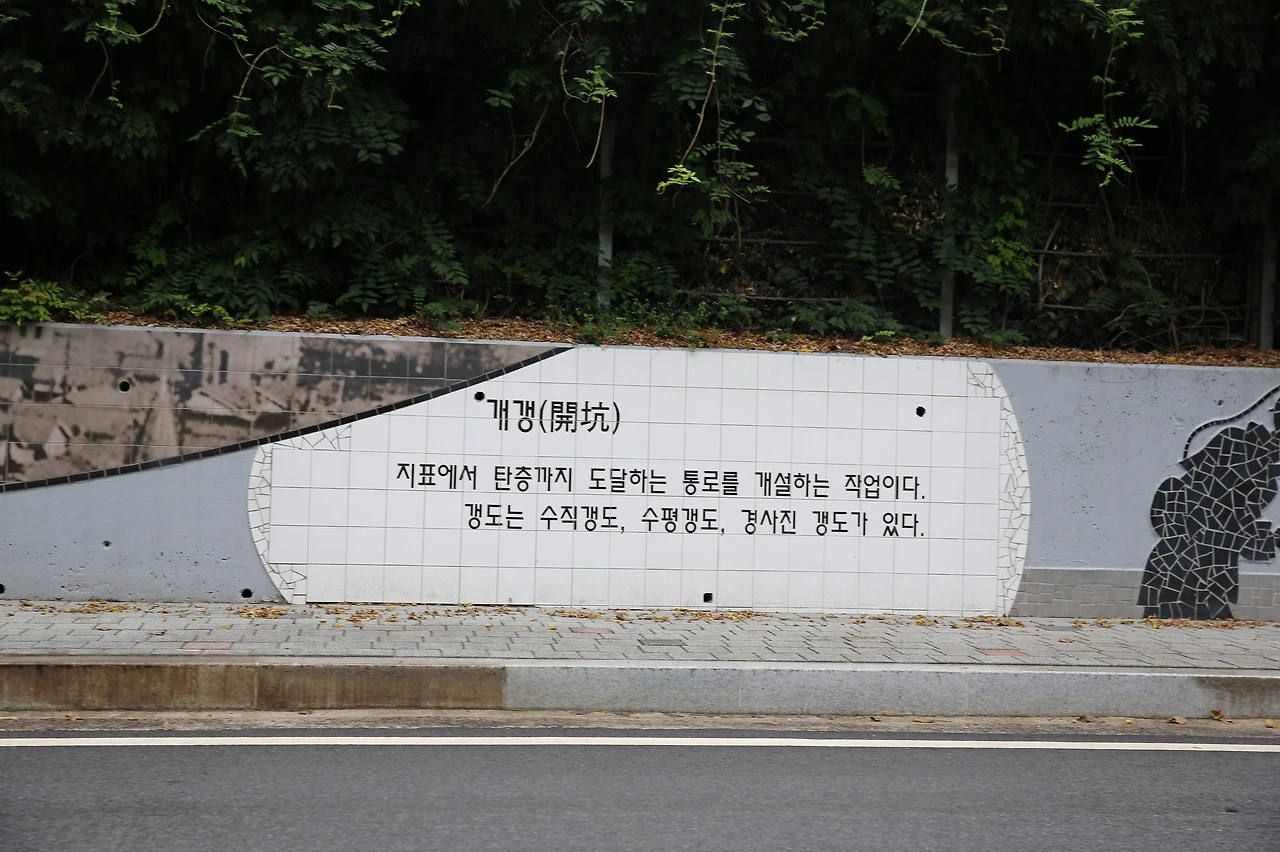 개갱(開坑)
지표에서 탄층까지 도달하는 통로를 개설하는 작업이다.
갱도는 수직갱도, 수평갱도, 경사진 갱도가 있다.